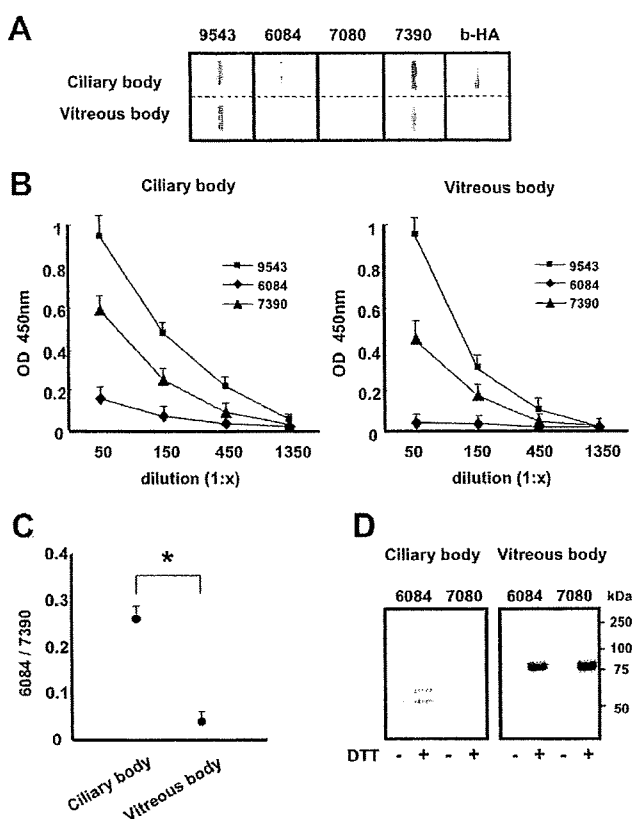 A
9543 6084 7080 7390 b-HA
Ciliary body
Vitreous body
B
Ciliary body
1
0.8
0.6
0.4
0.2
0
OD 450nm
9543
6084
7390
50 150 450 1350
dilution (1:x)
Vitreous body
1
0.8
0.6
0.4
0.2
0
OD 450nm
9543
6084
7390
50 150 450 1350
dilution (1:x)
C
0.4
0.3
0.2
0.1
0.0
6084 / 7390
*
Ciliary body
Vitreous body
D
Ciliary body Vitreous body
6084 7080 6084 7080 kDa
250
100
75
50
DTT - + - + - + - +